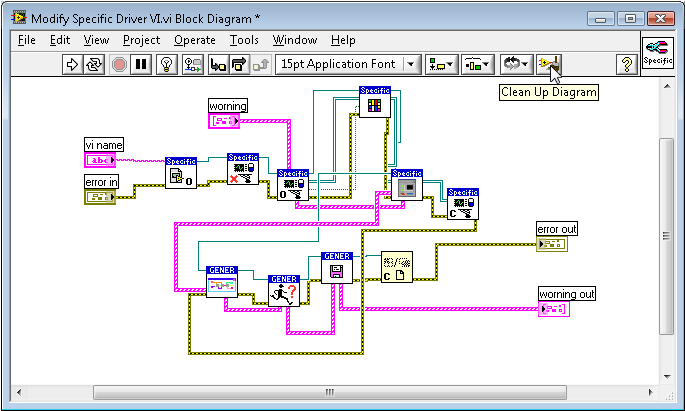 Modify Specific Driver VI.vi Block Diagram *
File Edit View Project Operate Tools Window Help
15pt Application Font
?
Specific
Clean Up Diagram
Specific
worning
vi name
abc
Specific
O
Specific
Specific
O
Specific
Specific
C
error in
error out
GENER
GENER
?
GENER
C
worning out